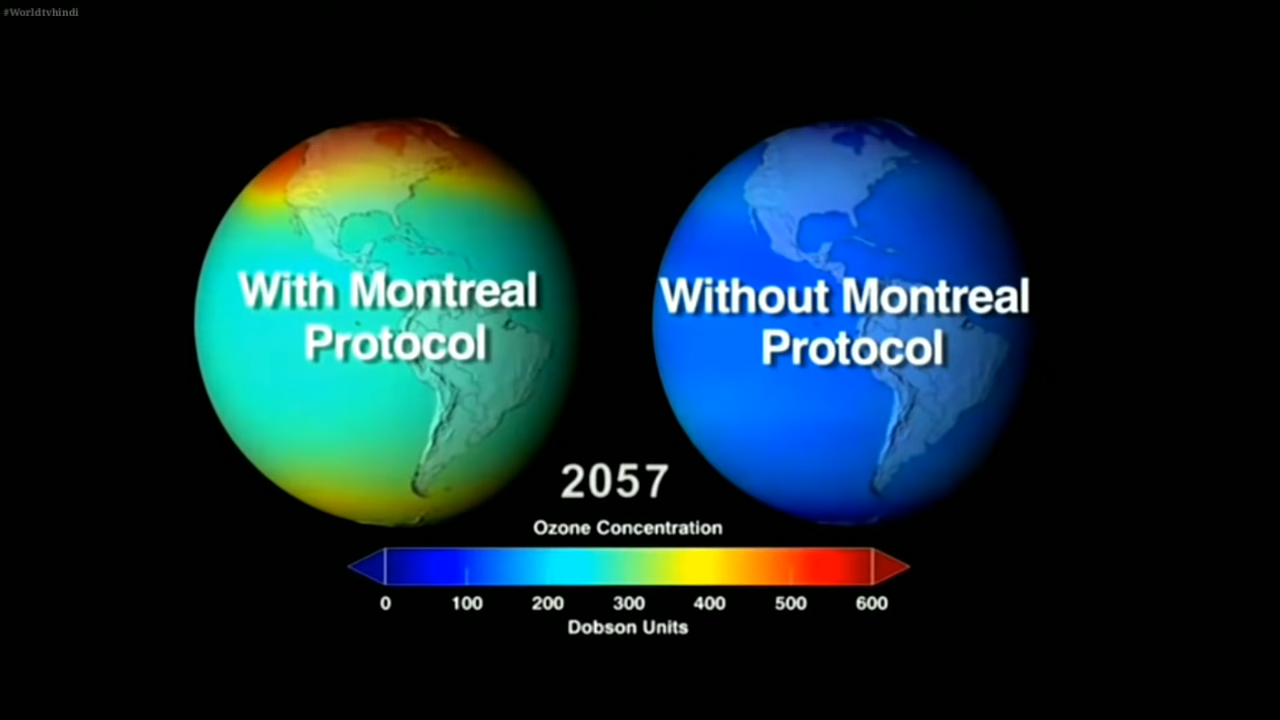 #Worldtvhindi
With Montreal
Protocol
Without Montreal
Protocol
2057
Ozone Concentration
0 100 200 300 400 500 600
Dobson Units